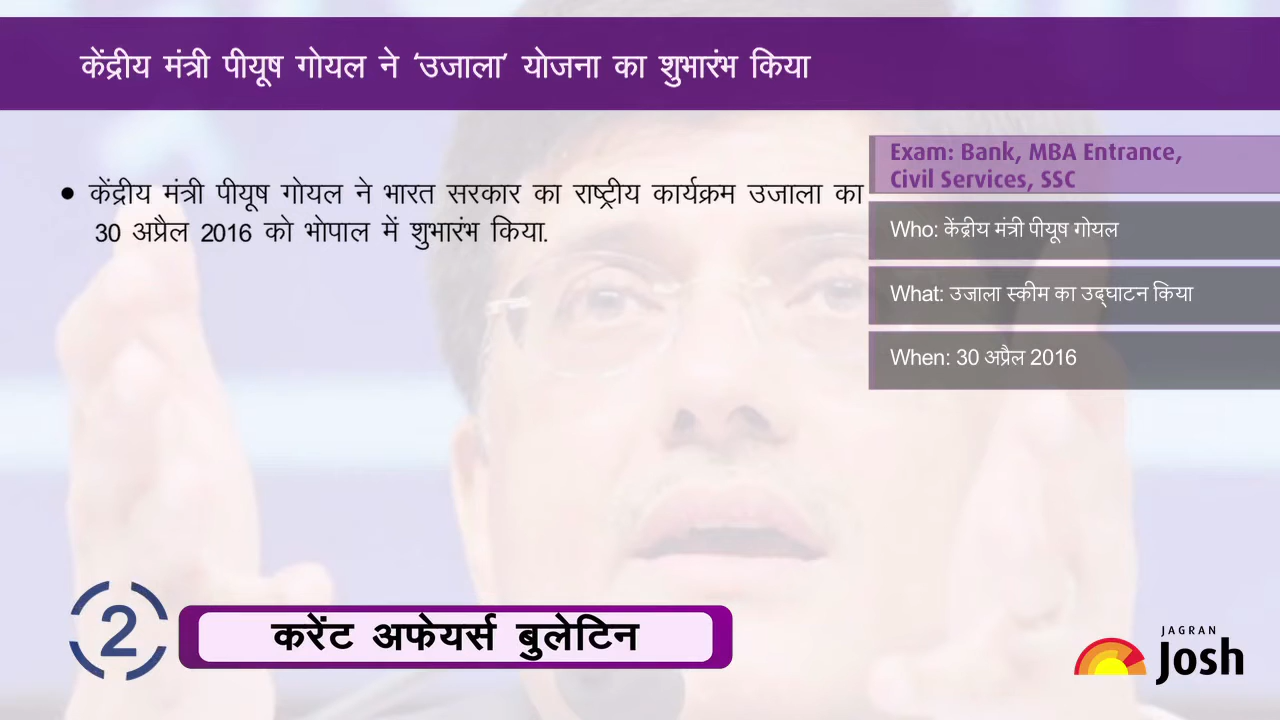 केंद्रीय मंत्री पीयूष गोयल ने ‘उजाला’ योजना का शुभारंभ किया
• केंद्रीय मंत्री पीयूष गोयल ने भारत सरकार का राष्ट्रीय कार्यक्रम उजाला का
30 अप्रैल 2016 को भोपाल में शुभारंभ किया.
Exam: Bank, MBA Entrance,
Civil Services, SSC
Who: केंद्रीय मंत्री पीयूष गोयल
What: उजाला स्कीम का उद्घाटन किया
When: 30 अप्रैल 2016
2
करेंट अफेयर्स बुलेटिन
JAGRAN
Josh